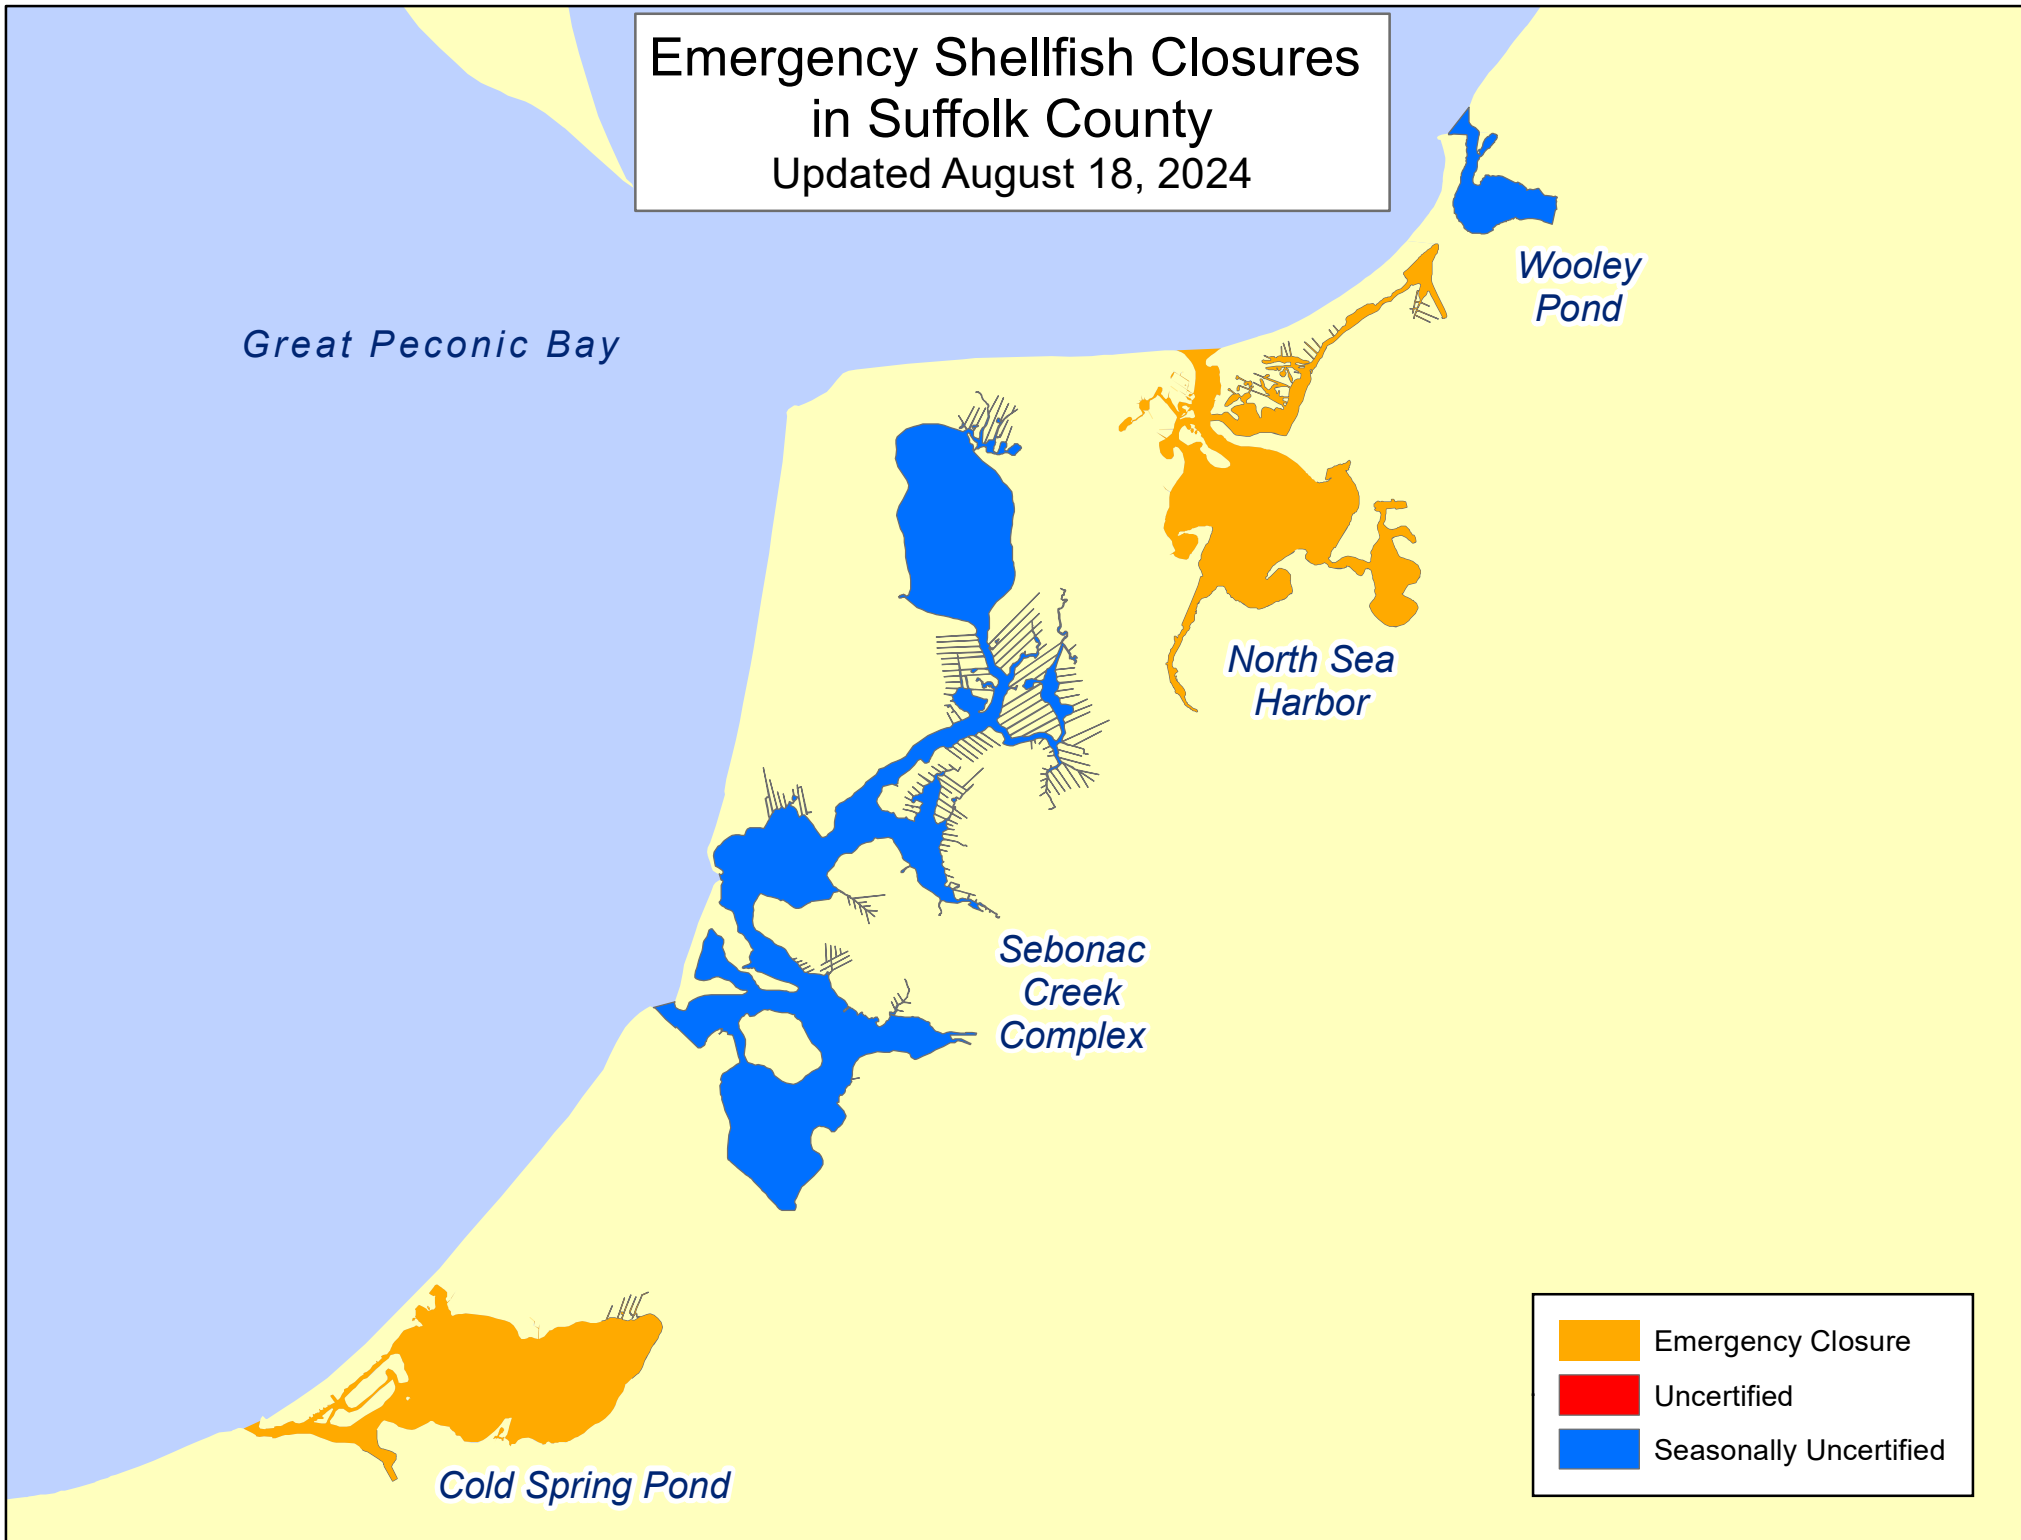 Emergency Shellfish Closures
in Suffolk County
Updated August 18, 2024
Wooley
Pond
Great Peconic Bay
North Sea
Harbor
Sebonac
Creek
Complex
Cold Spring Pond
Emergency Closure
Uncertified
Seasonally Uncertified